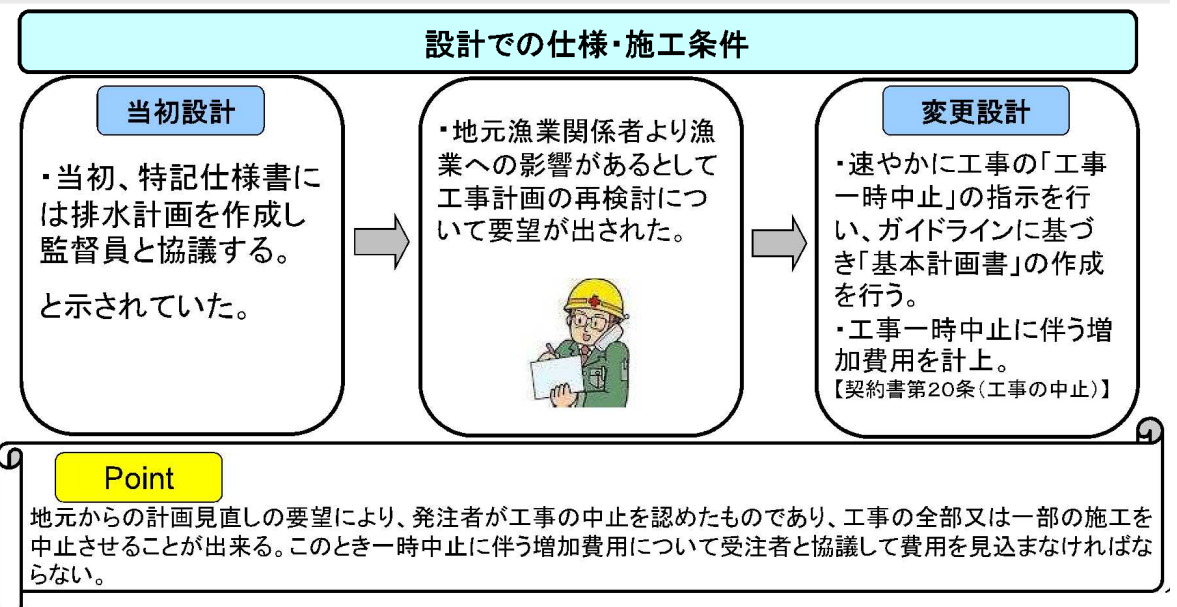 設計での仕様・施工条件
当初設計
・当初、特記仕様書に
は排水計画を作成し
監督員と協議する。
と示されていた。
・地元漁業関係者より漁
業への影響があるとして
工事計画の再検討につ
いて要望が出された。
変更設計
・速やかに工事の「工事
一時中止」の指示を行
い、ガイドラインに基づ
き「基本計画書」の作成
を行う。
・工事一時中止に伴う増
加費用を計上。
【契約書第20条(工事の中止)】
Point
地元からの計画見直しの要望により、発注者が工事の中止を認めたものであり、工事の全部又は一部の施工を
中止させることが出来る。このとき一時中止に伴う増加費用について受注者と協議して費用を見込まなければな
らない。